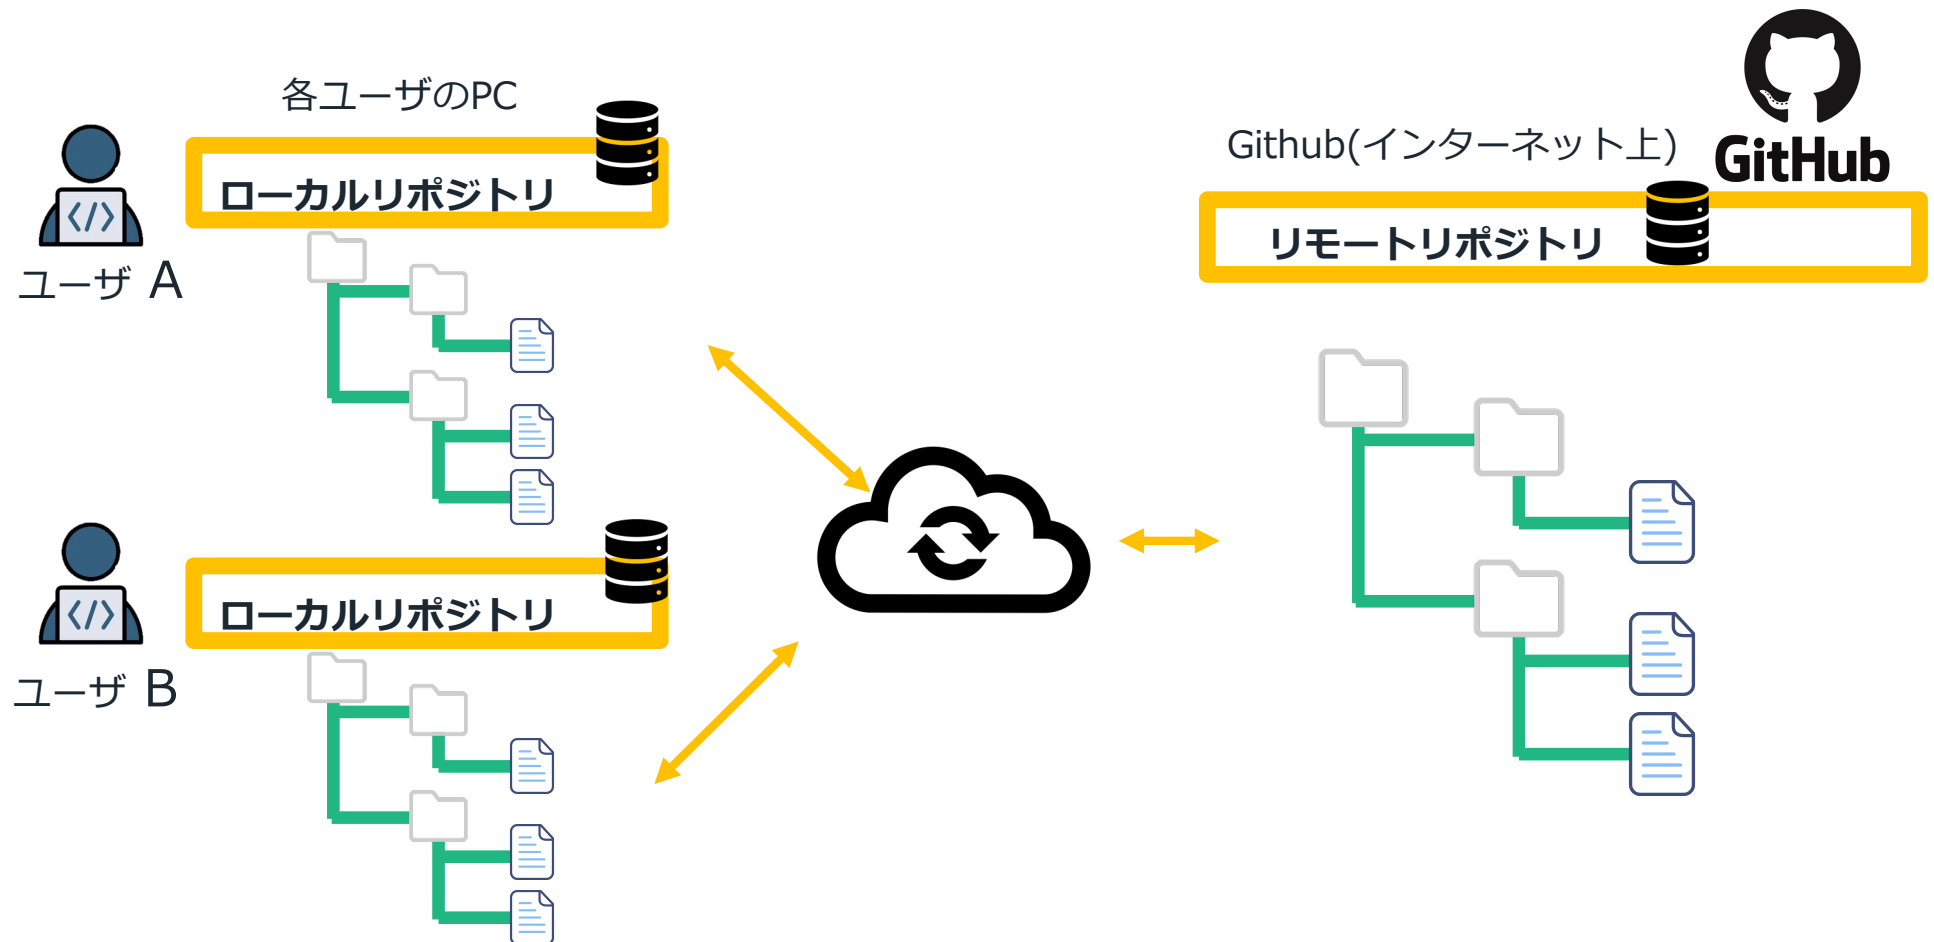 各ユーザのPC
ローカルリポジトリ
ユーザ A
Github(インターネット上)
GitHub
リモートリポジトリ
ローカルリポジトリ
ユーザ B